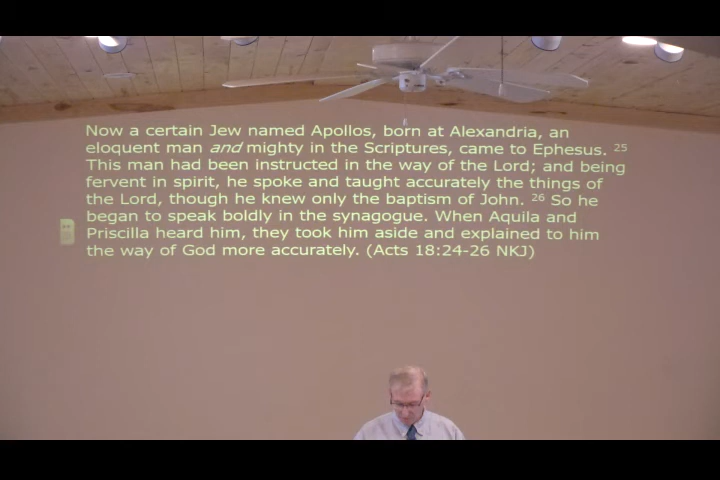 Now a certain Jew named Apollos, born at Alexandria, an
eloquent man and mighty in the Scriptures, came to Ephesus. 25
This man had been instructed in the way of the Lord; and being
fervent in spirit, he spoke and taught accurately the things of
the Lord, though he knew only the baptism of John. 26 So he
began to speak boldly in the synagogue. When Aquila and
Priscilla heard him, they took him aside and explained to him
the way of God more accurately. (Acts 18:24-26 NKJ)